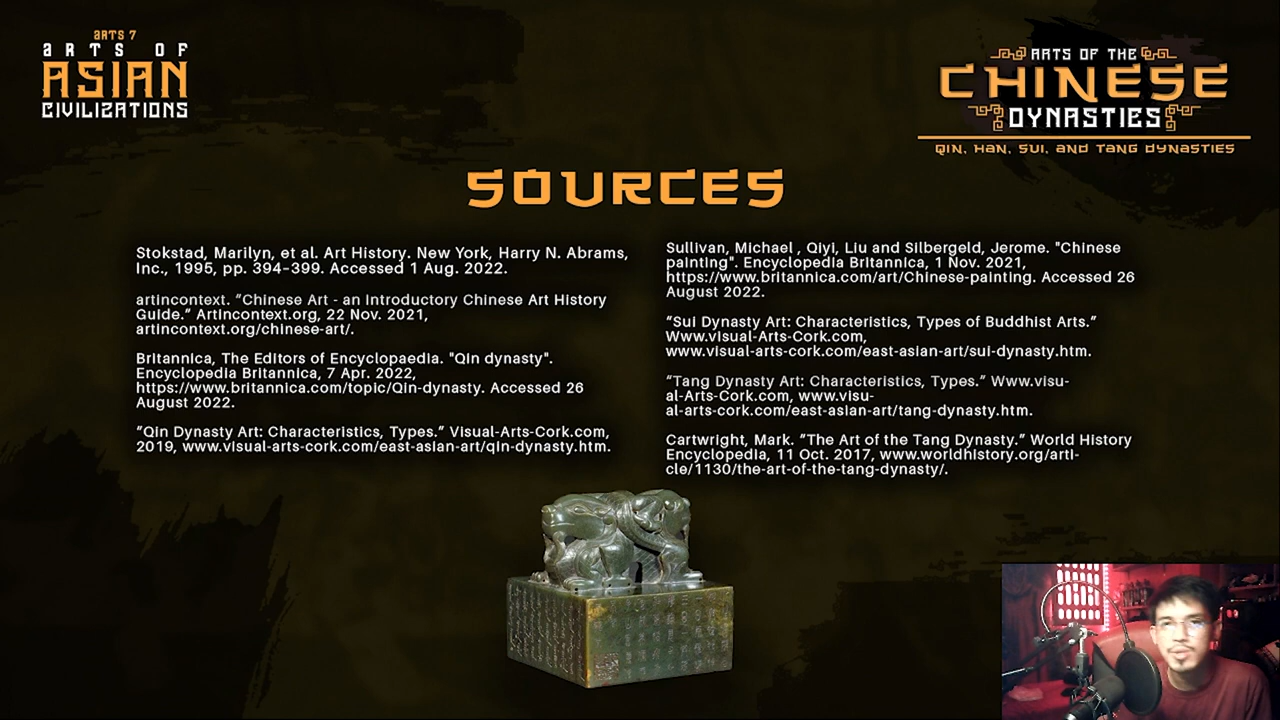 ARTS 7
ARTS OF
ASIAN
CIVILIZATIONS
ARTS OF THE
CHINESE
DYNASTIES
QIN, HAN, SUI, AND TANG DYNASTIES
SOURCES
Stokstad, Marilyn, et al. Art History. New York, Harry N. Abrams,
Inc., 1995, pp. 394–399. Accessed 1 Aug. 2022.
artincontext. “Chinese Art - an Introductory Chinese Art History
Guide.” Artincontext.org, 22 Nov. 2021,
artincontext.org/chinese-art/.
Britannica, The Editors of Encyclopaedia. "Qin dynasty".
Encyclopedia Britannica, 7 Apr. 2022,
https://www.britannica.com/topic/Qin-dynasty. Accessed 26
August 2022.
“Qin Dynasty Art: Characteristics, Types.” Visual-Arts-Cork.com,
2019, www.visual-arts-cork.com/east-asian-art/qin-dynasty.htm.
Sullivan, Michael , Qiyi, Liu and Silbergeld, Jerome. "Chinese
painting". Encyclopedia Britannica, 1 Nov. 2021,
https://www.britannica.com/art/Chinese-painting. Accessed 26
August 2022.
“Sui Dynasty Art: Characteristics, Types of Buddhist Arts.”
Www.visual-Arts-Cork.com,
www.visual-arts-cork.com/east-asian-art/sui-dynasty.htm.
“Tang Dynasty Art: Characteristics, Types.” Www.visu-
al-Arts-Cork.com, www.visu-
al-arts-cork.com/east-asian-art/tang-dynasty.htm.
Cartwright, Mark. “The Art of the Tang Dynasty.” World History
Encyclopedia, 11 Oct. 2017, www.worldhistory.org/arti-
cle/1130/the-art-of-the-tang-dynasty/.